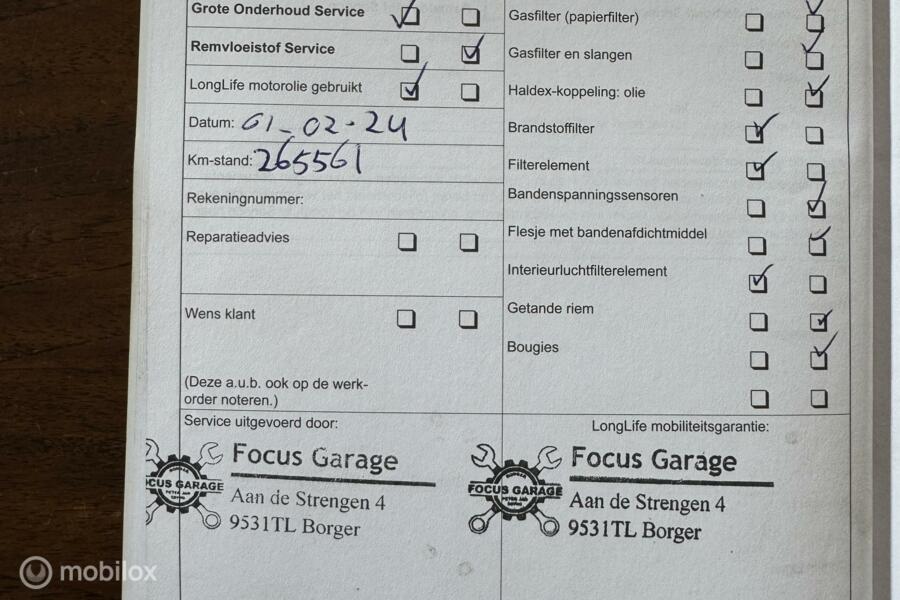 Grote Onderhoud Service
Remvloeistof Service
LongLife motorolie gebruikt
Datum: 01-02-24
Km-stand: 265561
Rekeningnummer:
Reparatieadvies
Wens klant
(Deze a.u.b. ook op de werk-
order noteren.)
Service uitgevoerd door:
Focus Garage
Aan de Strengen 4
9531TL Borger
CUS GARAGE
Gasfilter (papierfilter)
Gasfilter en slangen
Haldex-koppeling: olie
Brandstoffilter
Filterelement
Bandenspanningssensoren
Flesje met bandenafdichtmiddel
Interieurluchtfilterelement
Getande riem
Bougies
LongLife mobiliteitsgarantie:
Focus Garage
Aan de Strengen 4
9531TL Borger
FOCUS GARAGE
mobilox